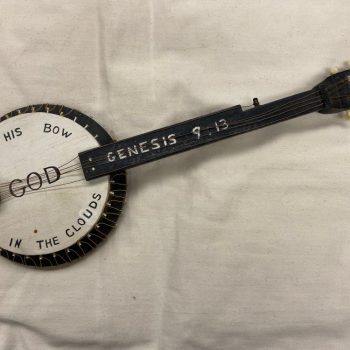 HIS BOW
GOD
IN THE CLOUDS
GENESIS 9:13